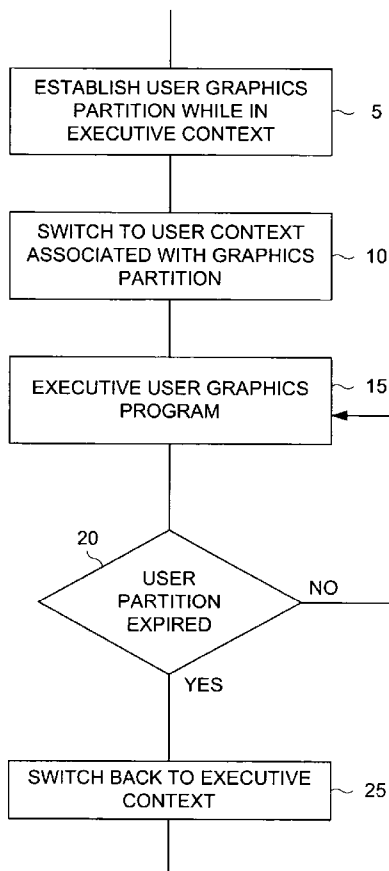 ESTABLISH USER GRAPHICS
PARTITION WHILE IN
EXECUTIVE CONTEXT
5
SWITCH TO USER CONTEXT
ASSOCIATED WITH GRAPHICS
PARTITION
10
EXECUTIVE USER GRAPHICS
PROGRAM
15
20
USER
PARTITION
EXPIRED
NO
YES
SWITCH BACK TO EXECUTIVE
CONTEXT
25